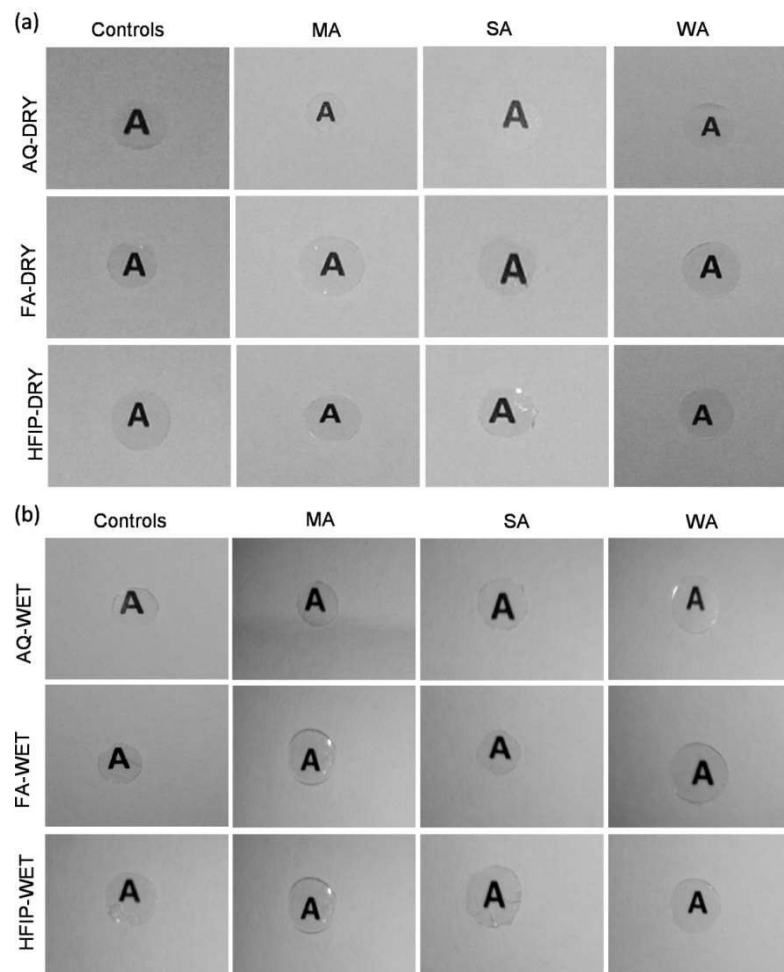 (a)
Controls MA SA WA
AQ-DRY
A A A A
FA-DRY
A A A A
HFIP-DRY
A A A A
(b)
Controls MA SA WA
AQ-WET
A A A A
FA-WET
A A A A
HFIP-WET
A A A A